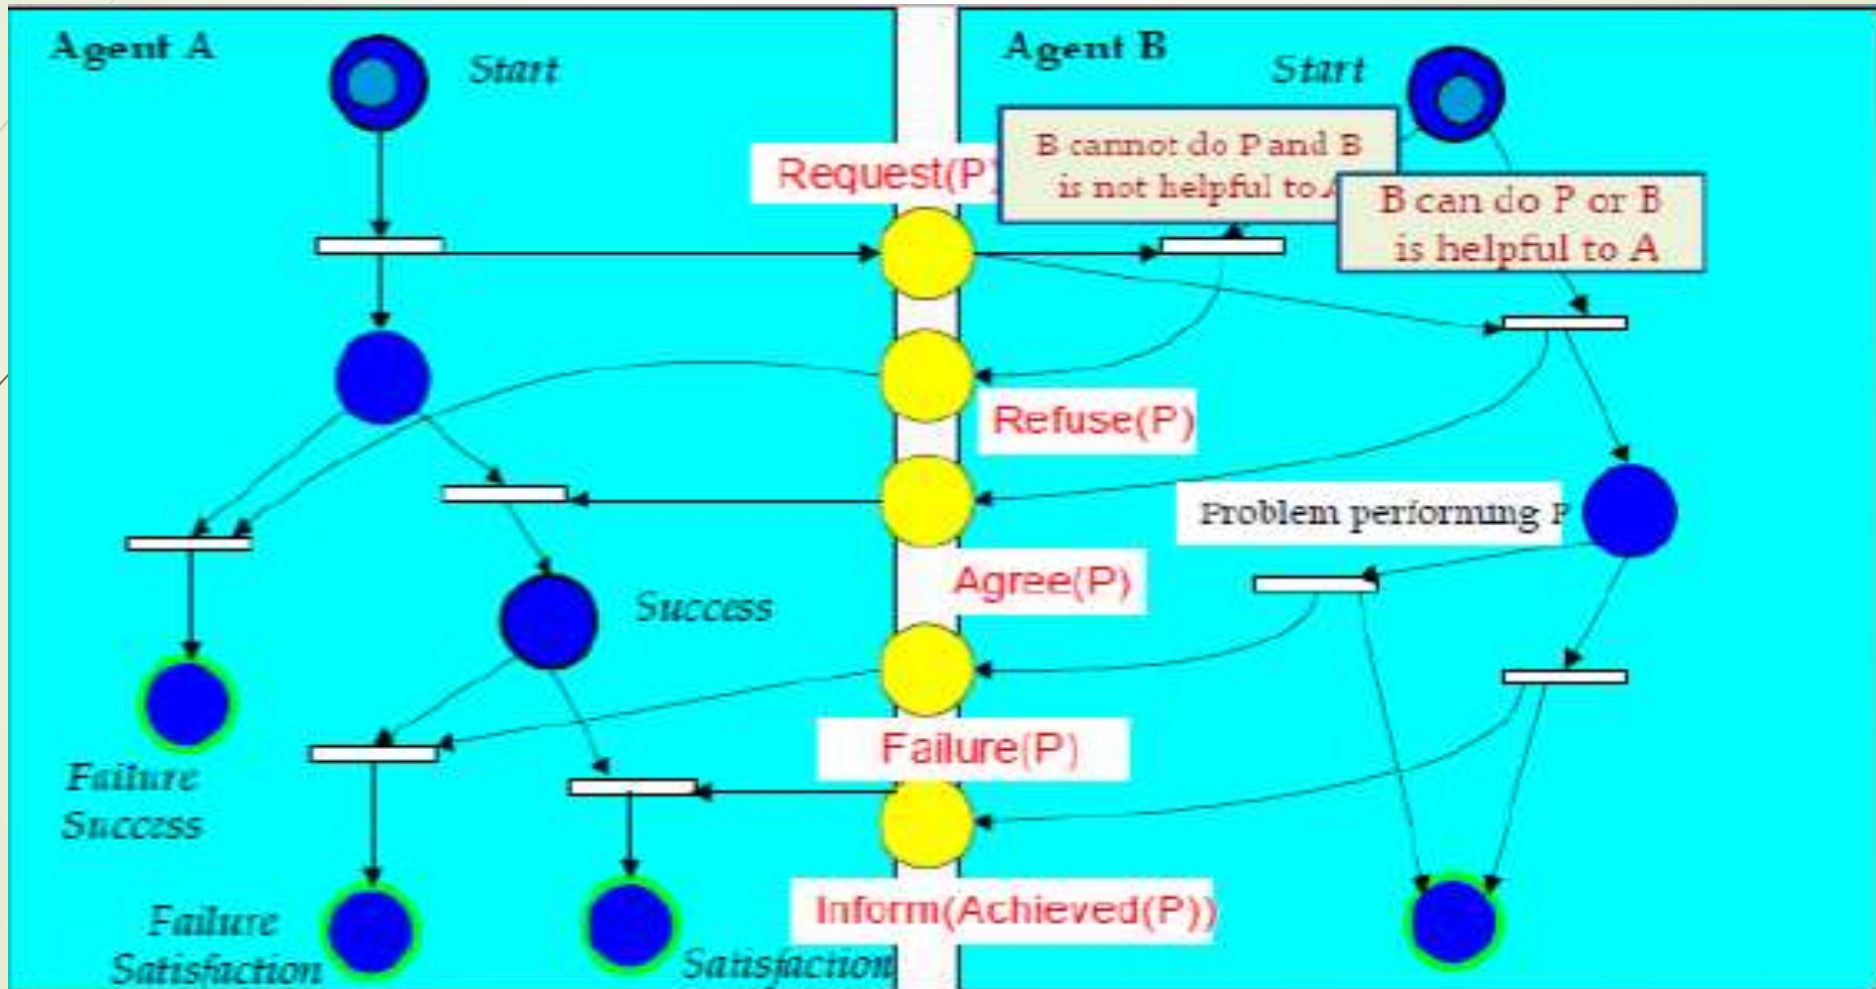 Agent A
Start
Agent B
Start
Request(P)
B cannot do P and B
is not helpful to A
B can do P or B
is helpful to A
Refuse(P)
Problem performing P
Agree(P)
Success
Failure(P)
Failure
Success
Inform(Achieved(P))
Failure
Satisfaction
Satisfaction